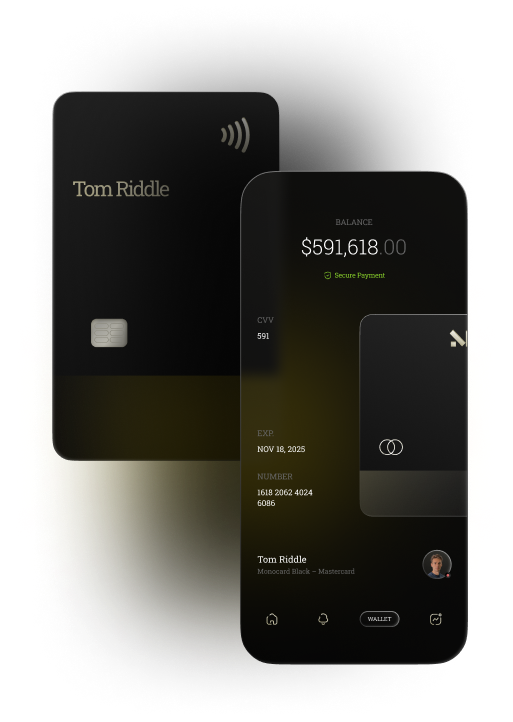 Tom Riddle
BALANCE
$591,618.00
Secure Payment
CVV
591
EXP.
NOV 18, 2025
NUMBER
1618 2062 4024
6086
Tom Riddle
Monocard Black – Mastercard
WALLET